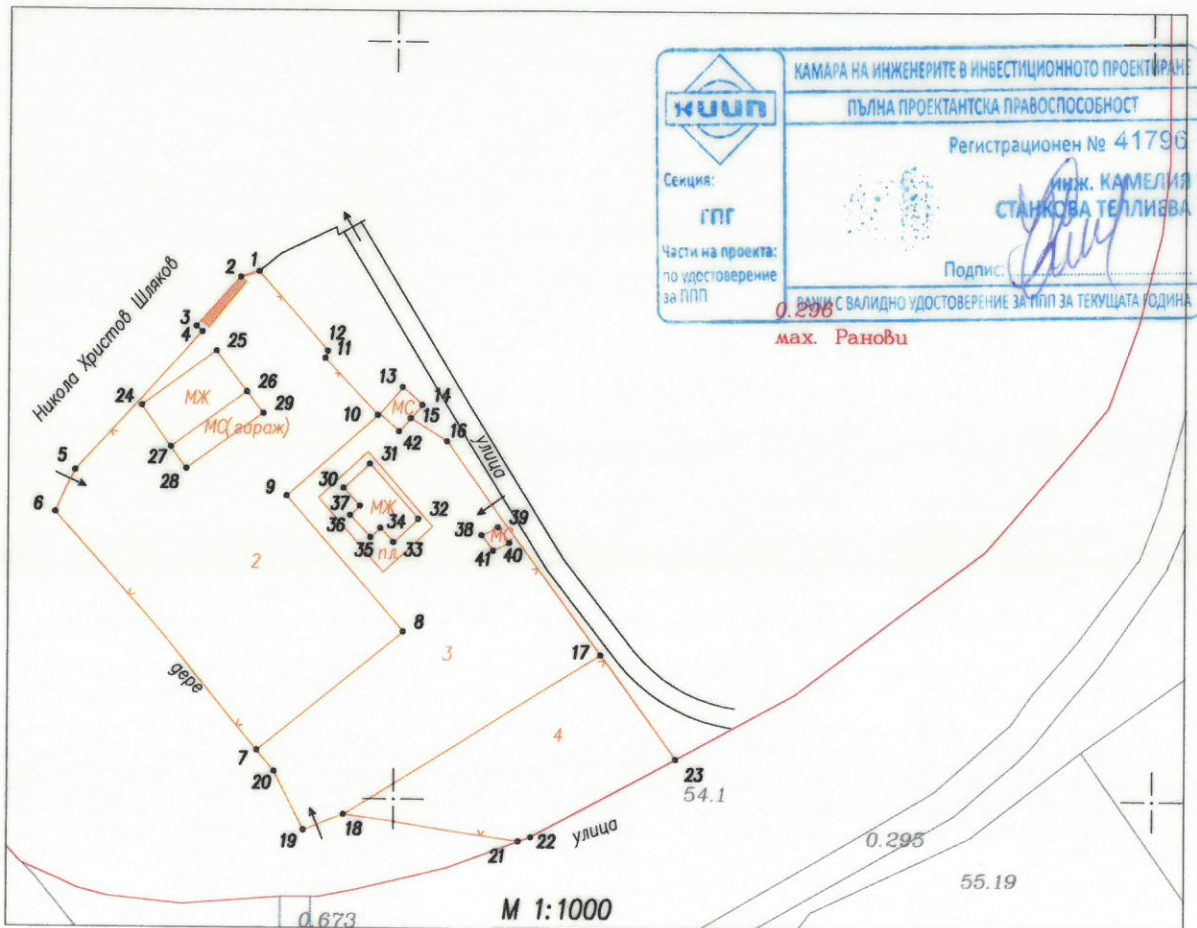 КАМАРА НА ИНЖЕНЕРИТЕ В ИНВЕСТИЦИОННОТО ПРОЕКТИРАНЕ
КИИП
ПЪЛНА ПРОЕКТАНТСКА ПРАВОСПОСОБНОСТ
Регистрационен № 41796
Секция:
инж. КАМЕЛИЯ
СТАНКОВА ТЕПЛИЕВА
ГПГ
Части на проекта:
по удостоверение
за ППП
Подпис:
ВАЖИ С ВАЛИДНО УДОСТОВЕРЕНИЕ ЗА ППП ЗА ТЕКУЩАТА ГОДИНА
0.296
мах. Ранови
Никола Христов Шляков
1
2
3
4
25
12
11
13
14
26
24
МЖ
29
МС
10
15
МС(гараж)
42
16
улица
27
28
31
5
30
9
6
37
МЖ
32
36
34
39
38
МС
35
пл.
33
40
41
2
8
3
17
дере
7
4
20
23
54.1
18
19
21
22
улица
0.295
55.19
М 1:1000
0.673